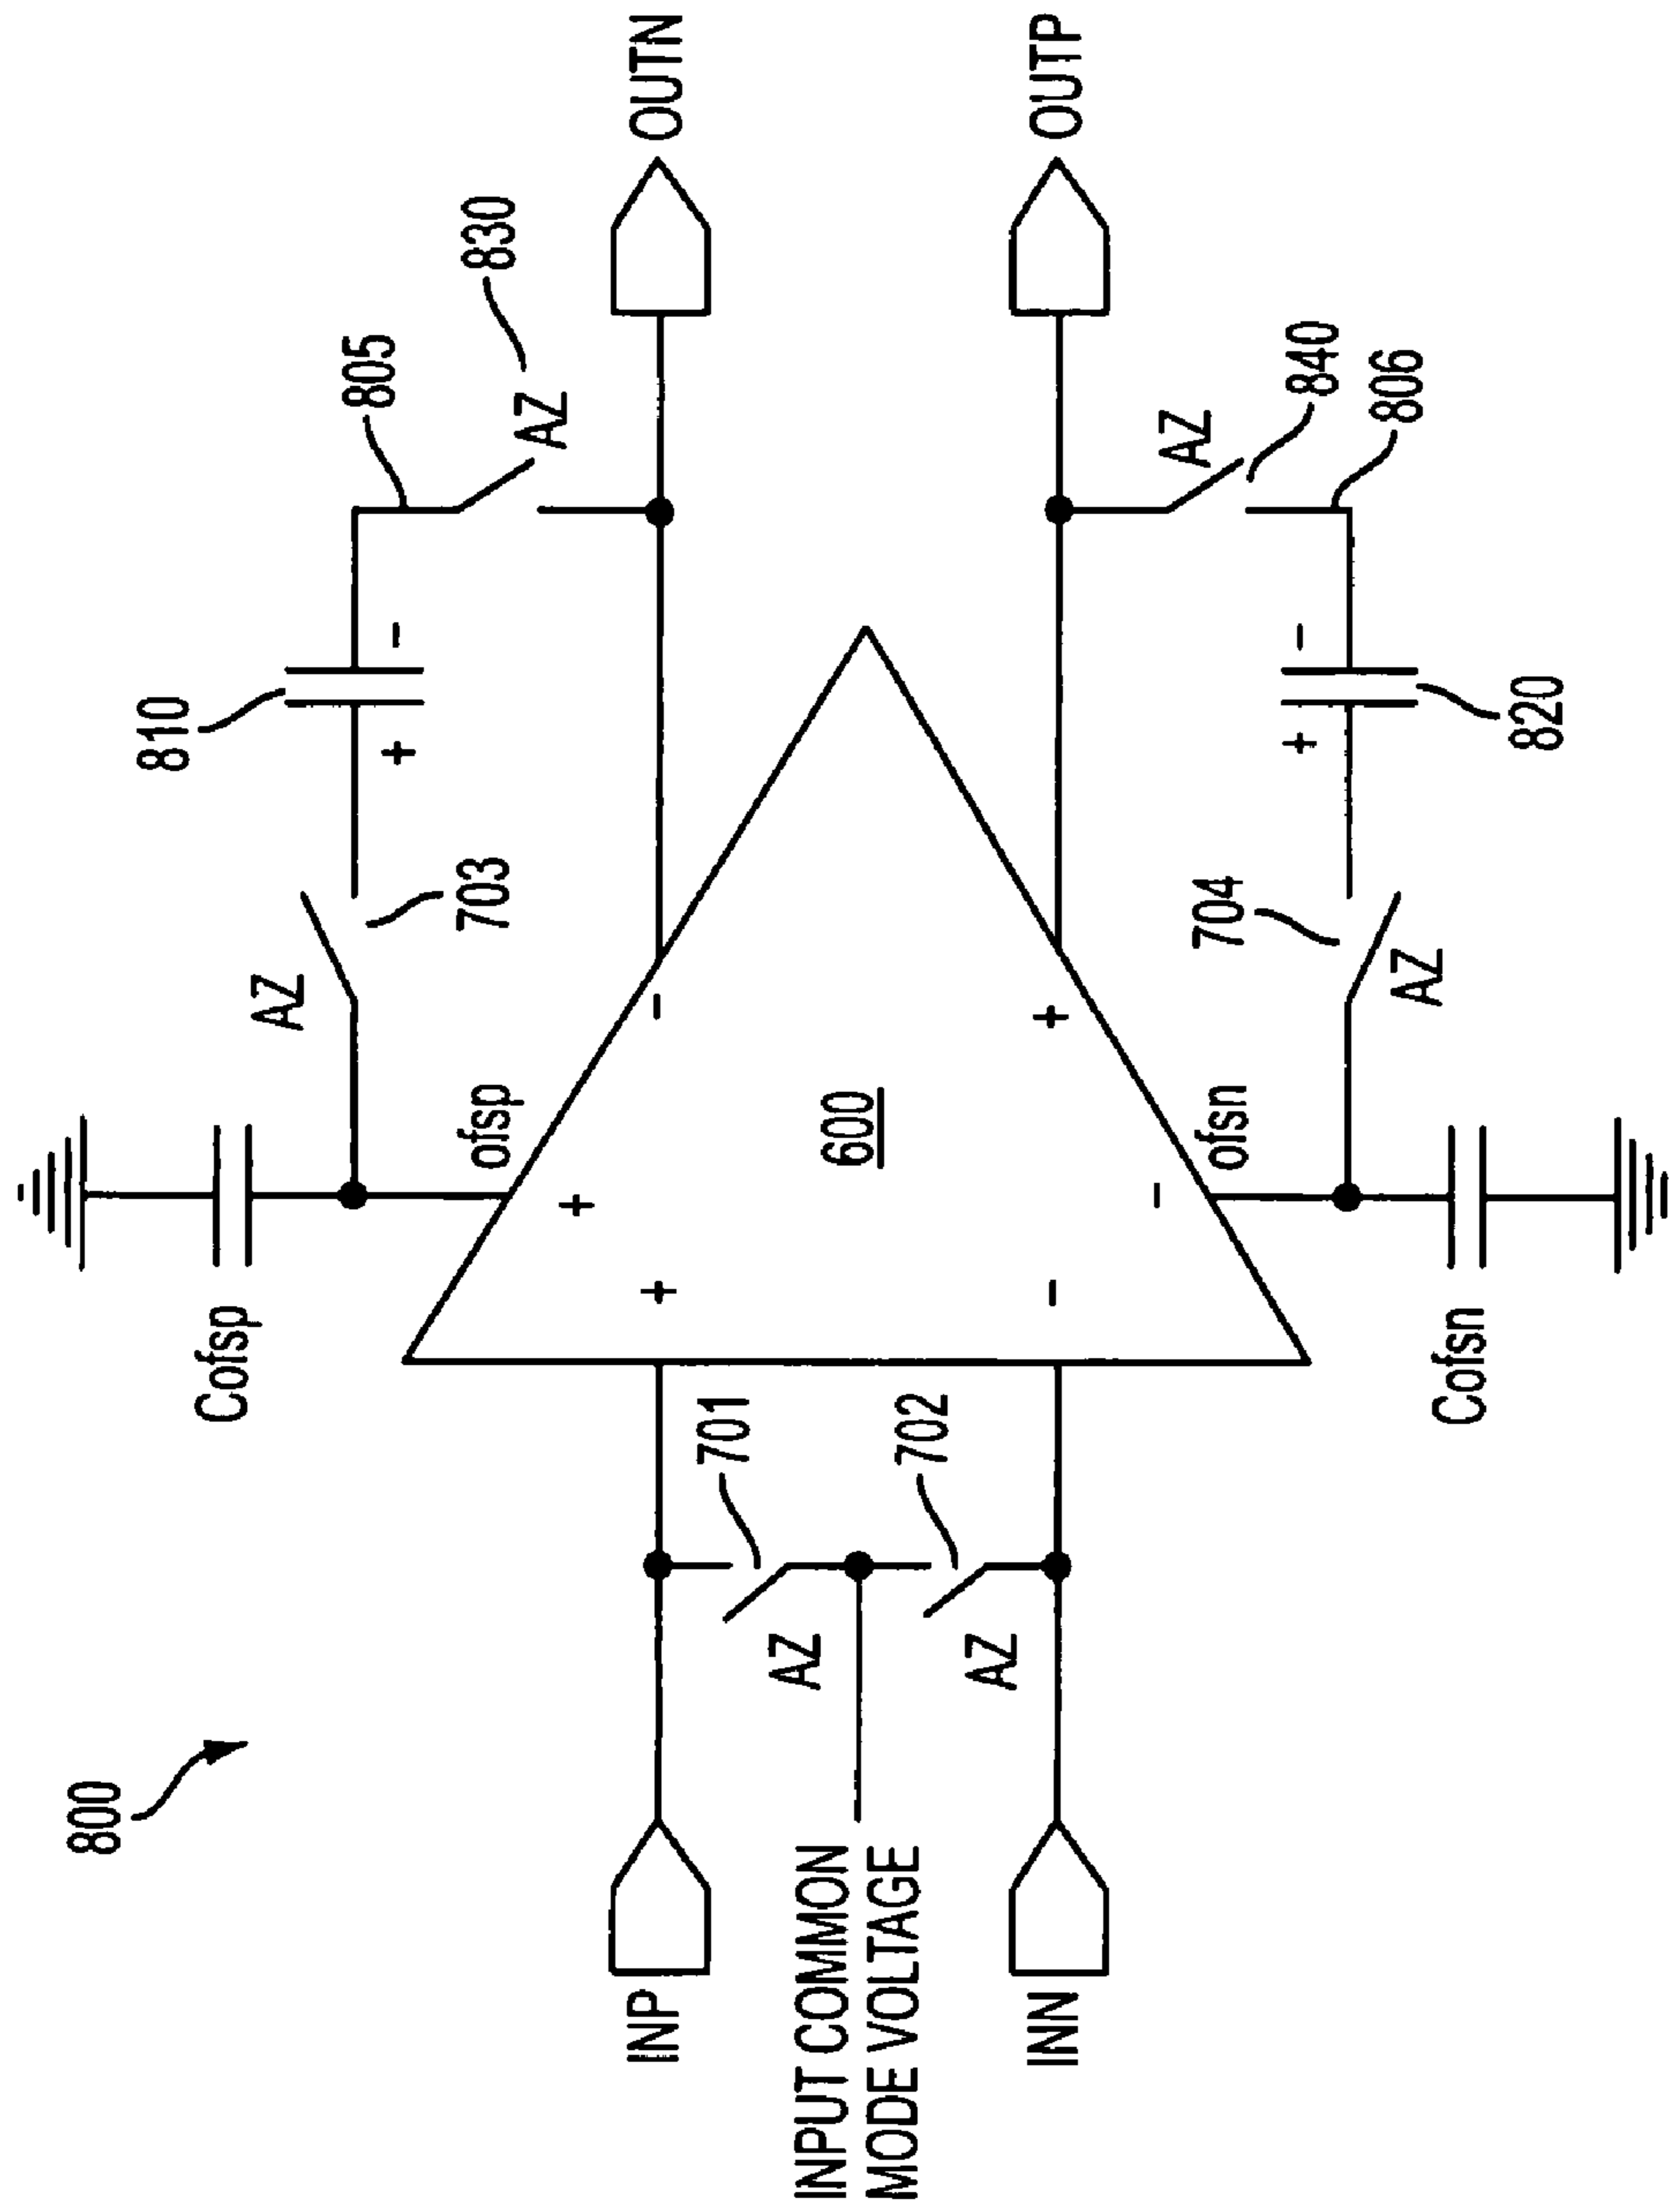 800
INP
INPUT COMMON
MODE VOLTAGE
INN
AZ
701
AZ
702
Cofsp
ofsp
AZ
703
810
+
-
805
AZ
830
OUTN
+
-
+
-
600
-
+
Cofsn
ofsn
AZ
704
+
-
820
AZ
840
806
OUTP